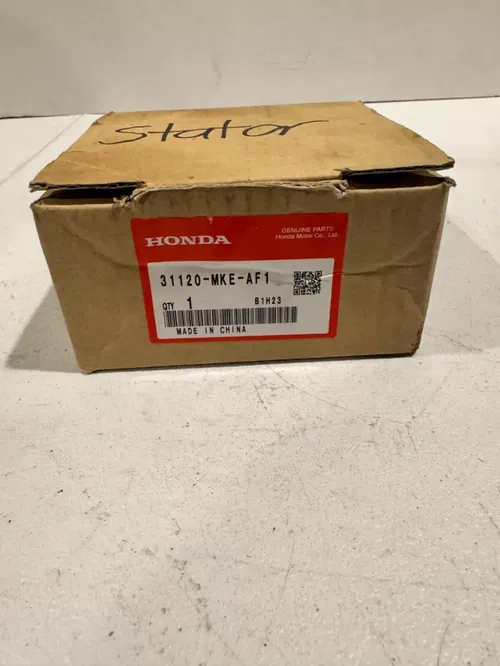 Stator
HONDA
GENUINE PARTS
Honda Motor Co., Ltd.
31120-MKE-AF1
QTY 1 B1H23
MADE IN CHINA